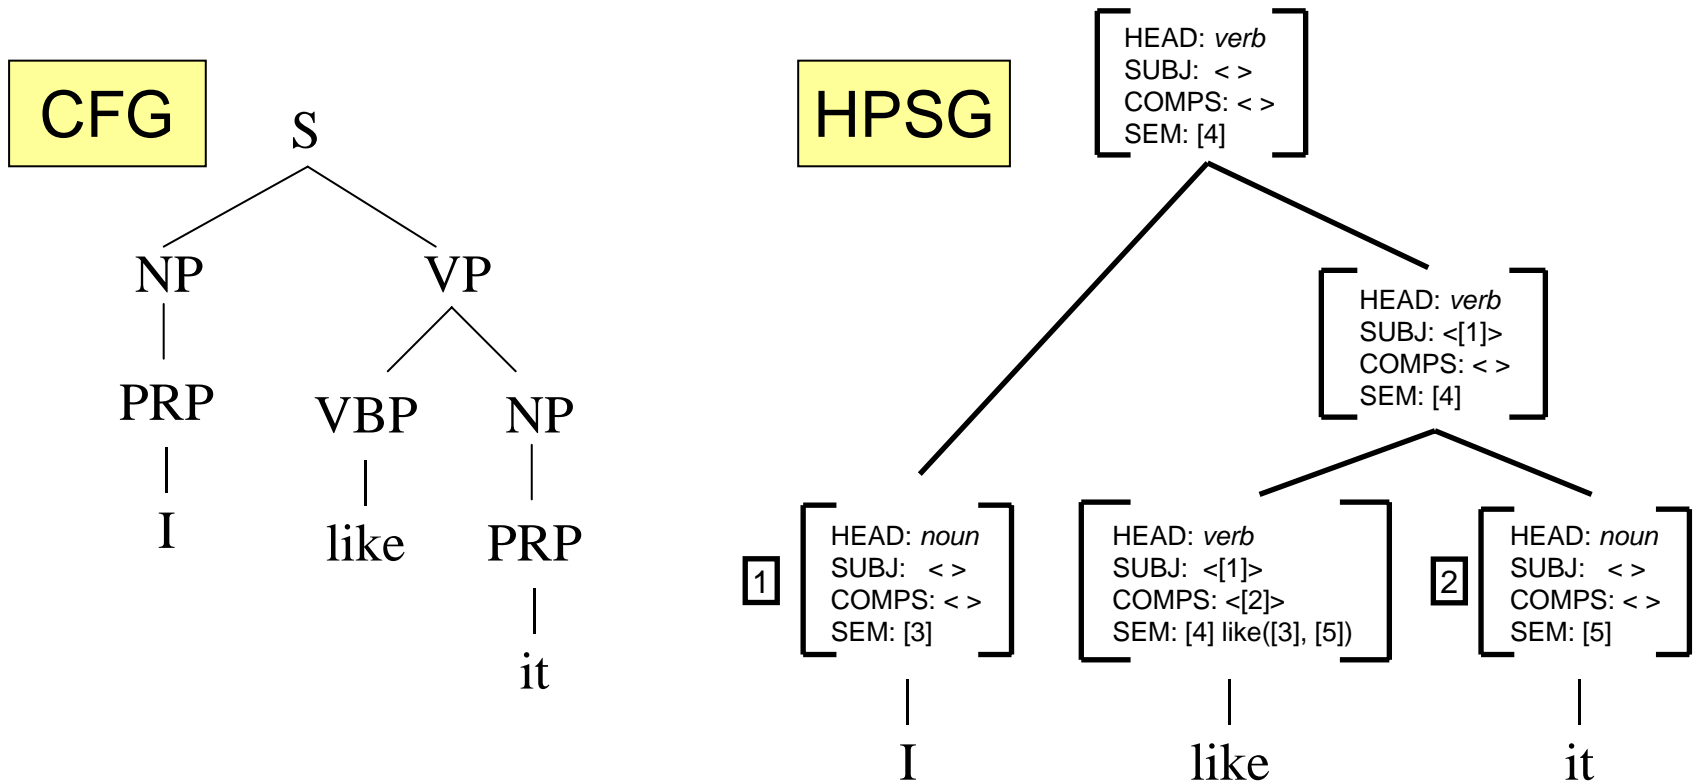 CFG
S
NP VP
PRP VBP NP
I like PRP
it
HPSG
HEAD: verb
SUBJ: < >
COMPS: < >
SEM: [4]
HEAD: verb
SUBJ: <[1]>
COMPS: < >
SEM: [4]
1
HEAD: noun
SUBJ: < >
COMPS: < >
SEM: [3]
HEAD: verb
SUBJ: <[1]>
COMPS: <[2]>
SEM: [4] like([3], [5])
2
HEAD: noun
SUBJ: < >
COMPS: < >
SEM: [5]
I like it